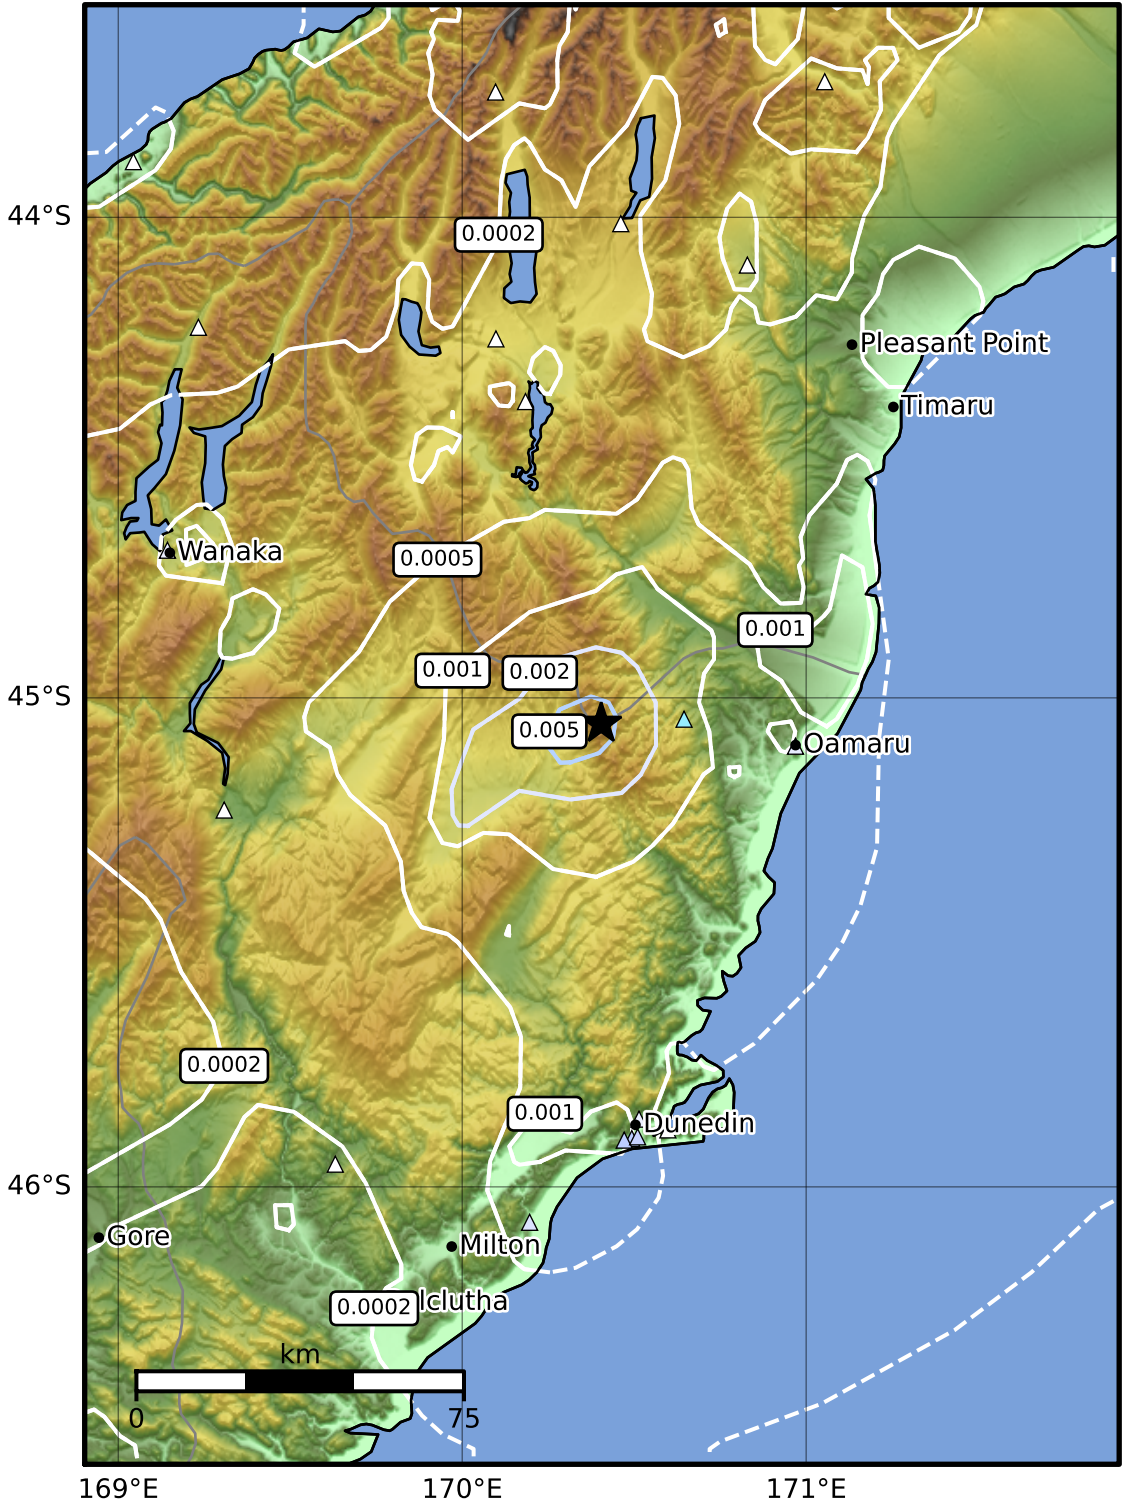 44°S
0.0002
Pleasant Point
Timaru
Wanaka
0.0005
0.001
0.001
0.002
45°S
0.005
Oamaru
0.0002
0.001
Dunedin
46°S
Gore
Milton
0.0002
lclutha
km
0
75
169°E
170°E
171°E